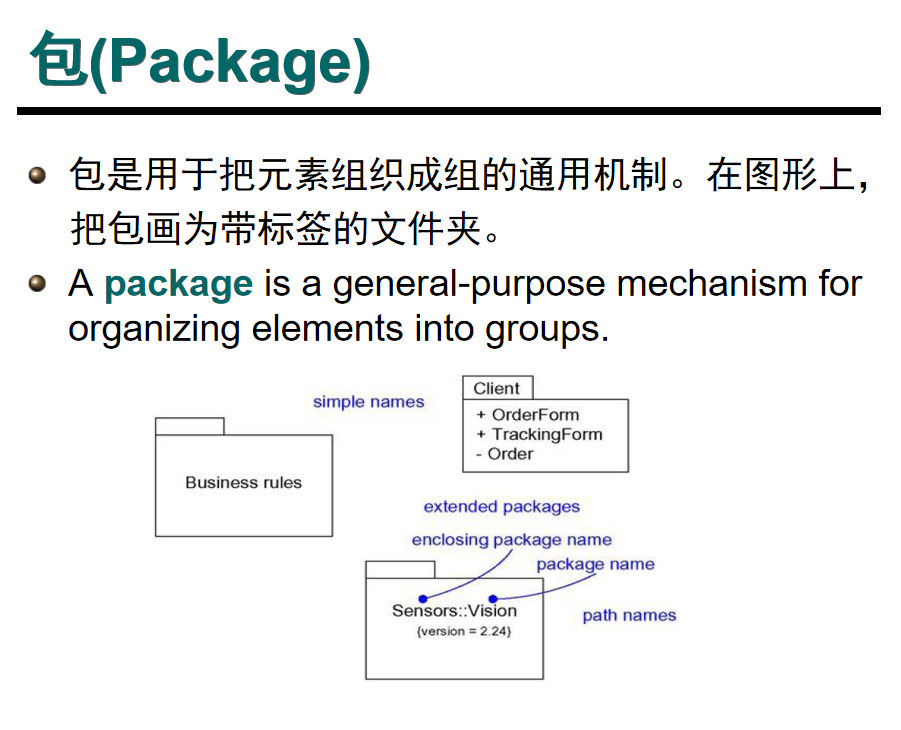 包(Package)
包是用于把元素组织成组的通用机制。在图形上，
把包画为带标签的文件夹。
A package is a general-purpose mechanism for
organizing elements into groups.
simple names
Client
+ OrderForm
+ TrackingForm
- Order
Business rules
extended packages
enclosing package name
package name
Sensors::Vision
{version = 2.24}
path names